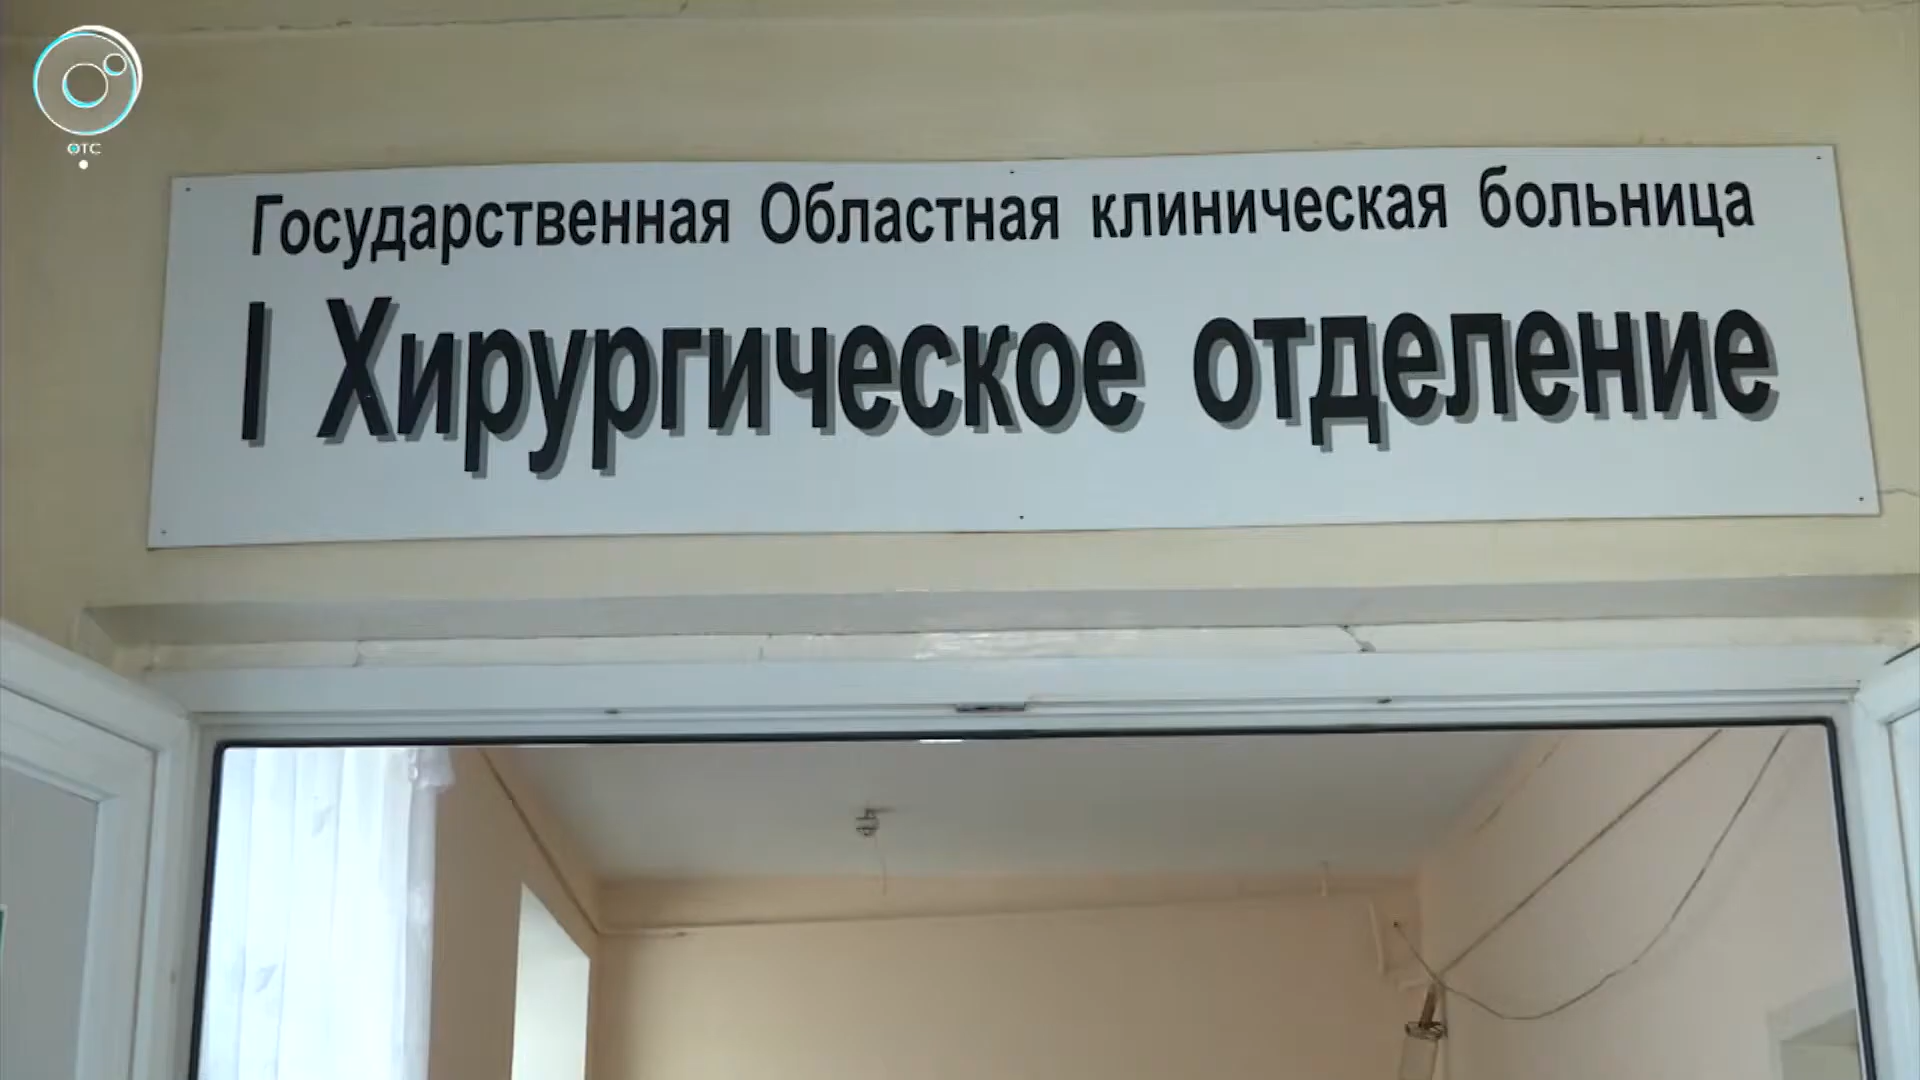 ОТС
Государственная Областная клиническая больница
I Хирургическое отделение